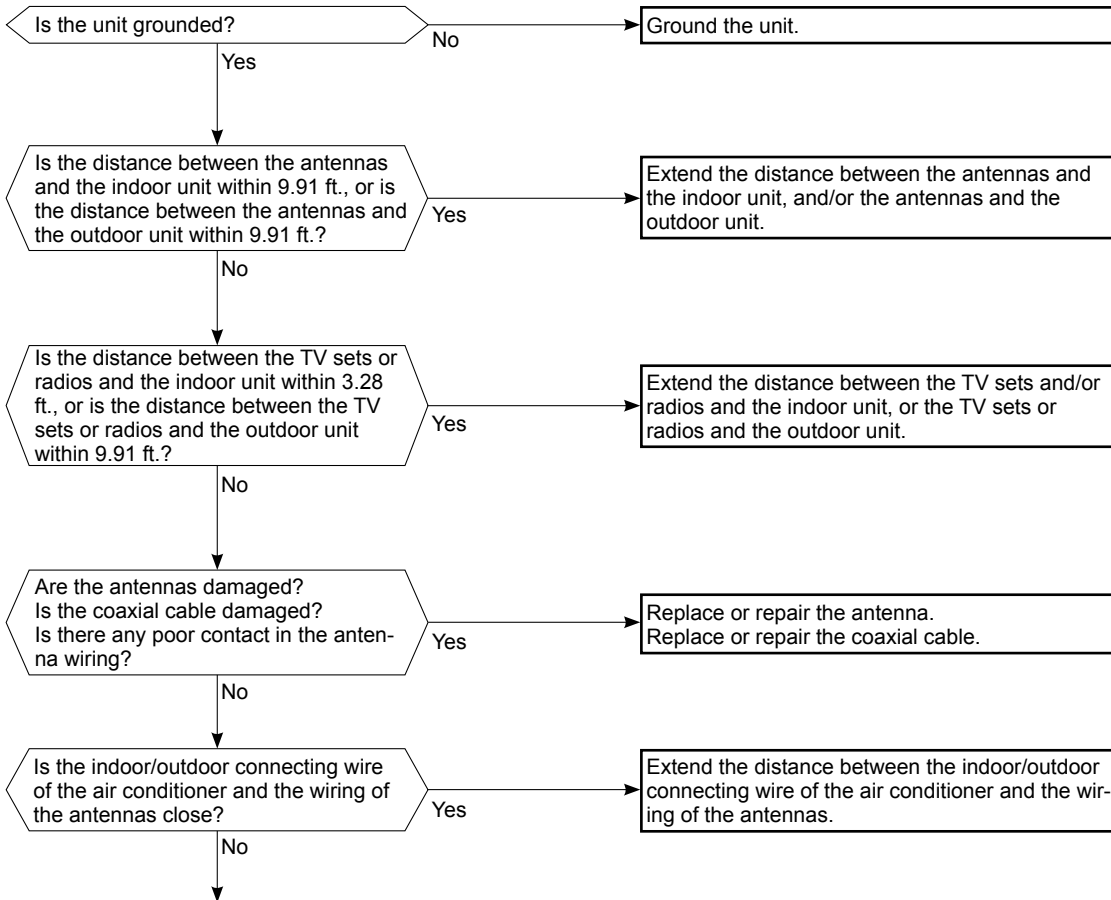 Is the unit grounded?
No
Ground the unit.
Yes
Is the distance between the antennas
and the indoor unit within 9.91 ft., or is
the distance between the antennas and
the outdoor unit within 9.91 ft.?
Yes
Extend the distance between the antennas and
the indoor unit, and/or the antennas and the
outdoor unit.
No
Is the distance between the TV sets or
radios and the indoor unit within 3.28
ft., or is the distance between the TV
sets or radios and the outdoor unit
within 9.91 ft.?
Yes
Extend the distance between the TV sets and/or
radios and the indoor unit, or the TV sets or
radios and the outdoor unit.
No
Are the antennas damaged?
Is the coaxial cable damaged?
Is there any poor contact in the anten-
na wiring?
Yes
Replace or repair the antenna.
Replace or repair the coaxial cable.
No
Is the indoor/outdoor connecting wire
of the air conditioner and the wiring of
the antennas close?
Yes
Extend the distance between the indoor/outdoor
connecting wire of the air conditioner and the wir-
ing of the antennas.
No